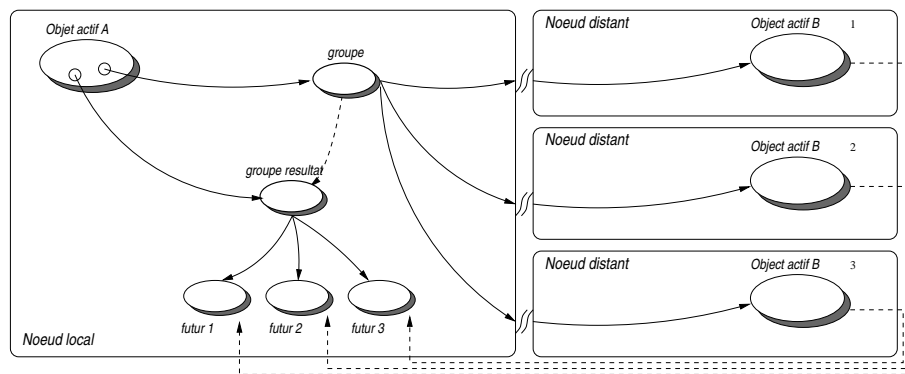 Objet actif A
groupe
groupe resultat
futur 1
futur 2
futur 3
Noeud local
Noeud distant
Object actif B 1
Noeud distant
Object actif B 2
Noeud distant
Object actif B 3